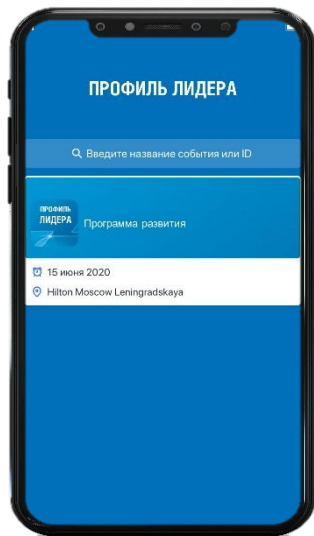 ПРОФИЛЬ ЛИДЕРА
Введите название события или ID
ПРОФИЛЬ
ЛИДЕРА
Программа развития
15 июня 2020
Hilton Moscow Leningradskaya